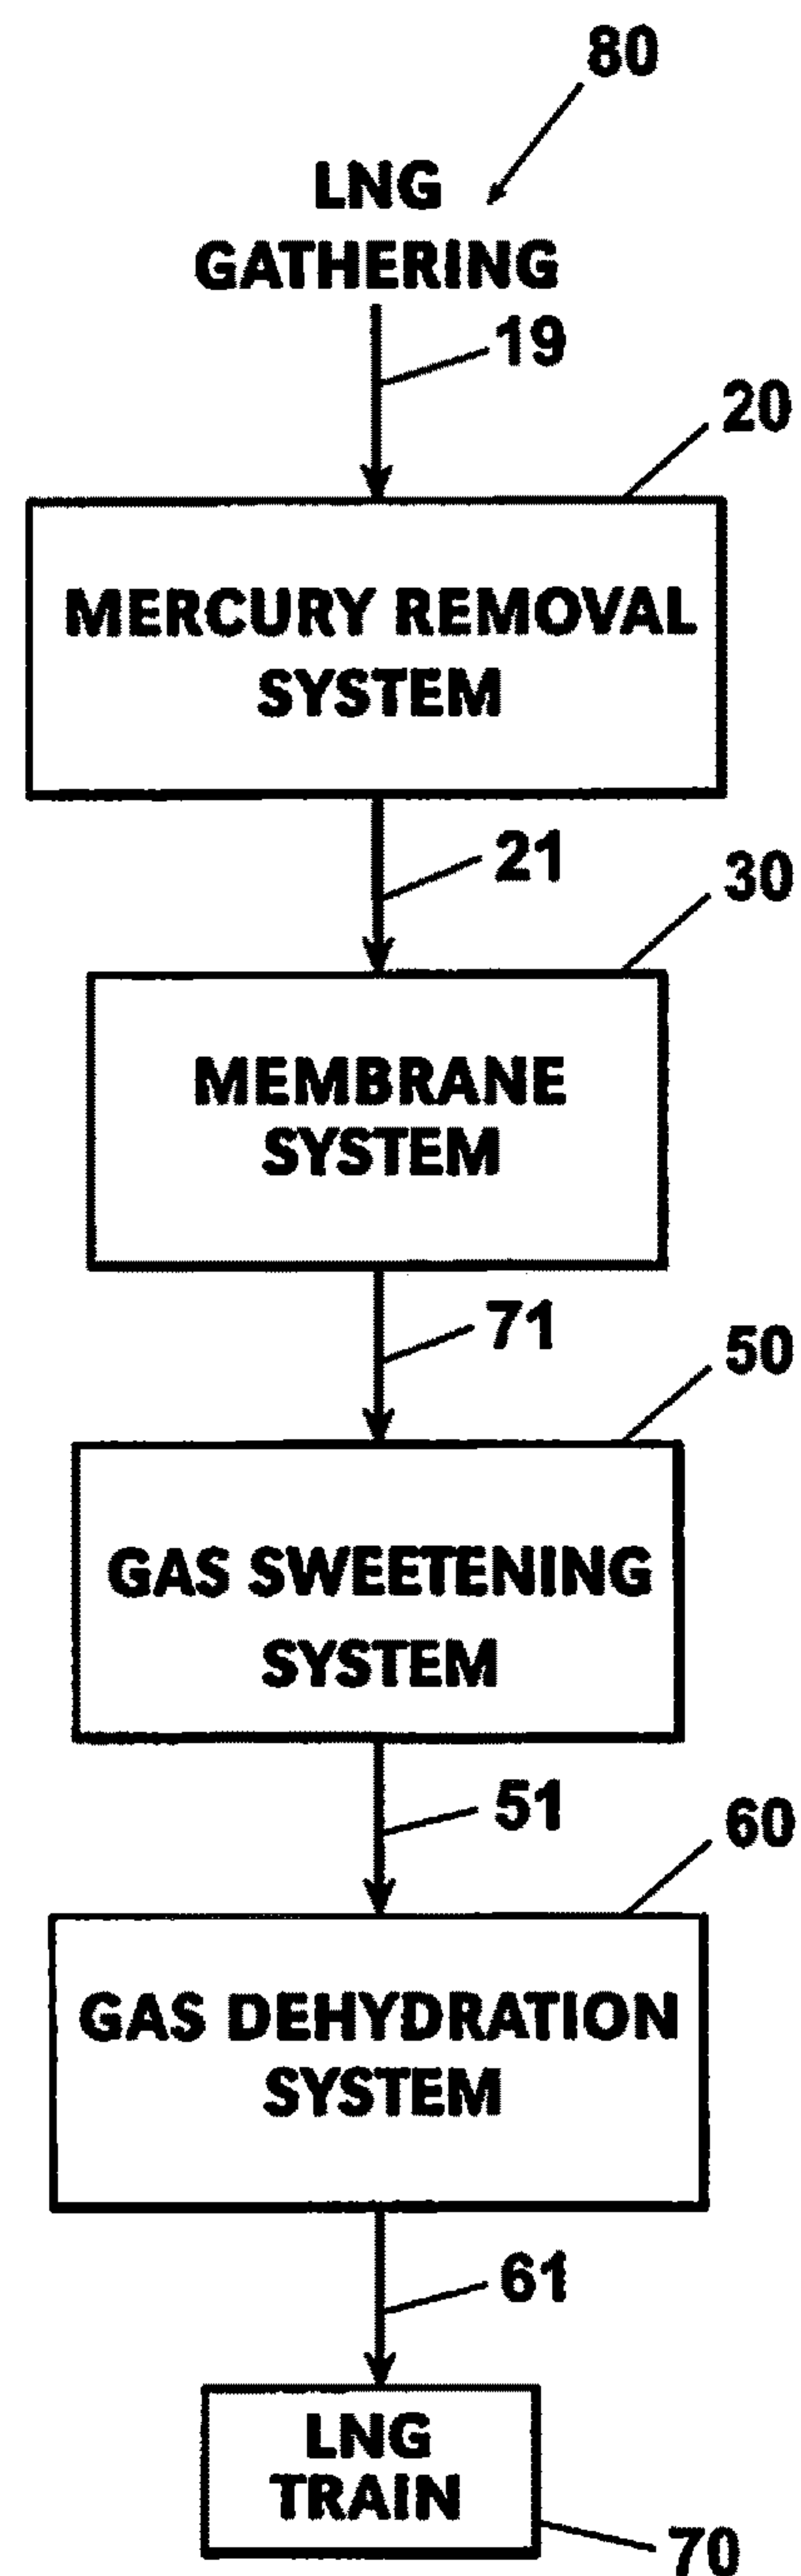 80
LNG
GATHERING
19
20
MERCURY REMOVAL
SYSTEM
21
30
MEMBRANE
SYSTEM
71
50
GAS SWEETENING
SYSTEM
51
60
GAS DEHYDRATION
SYSTEM
61
LNG
TRAIN
70